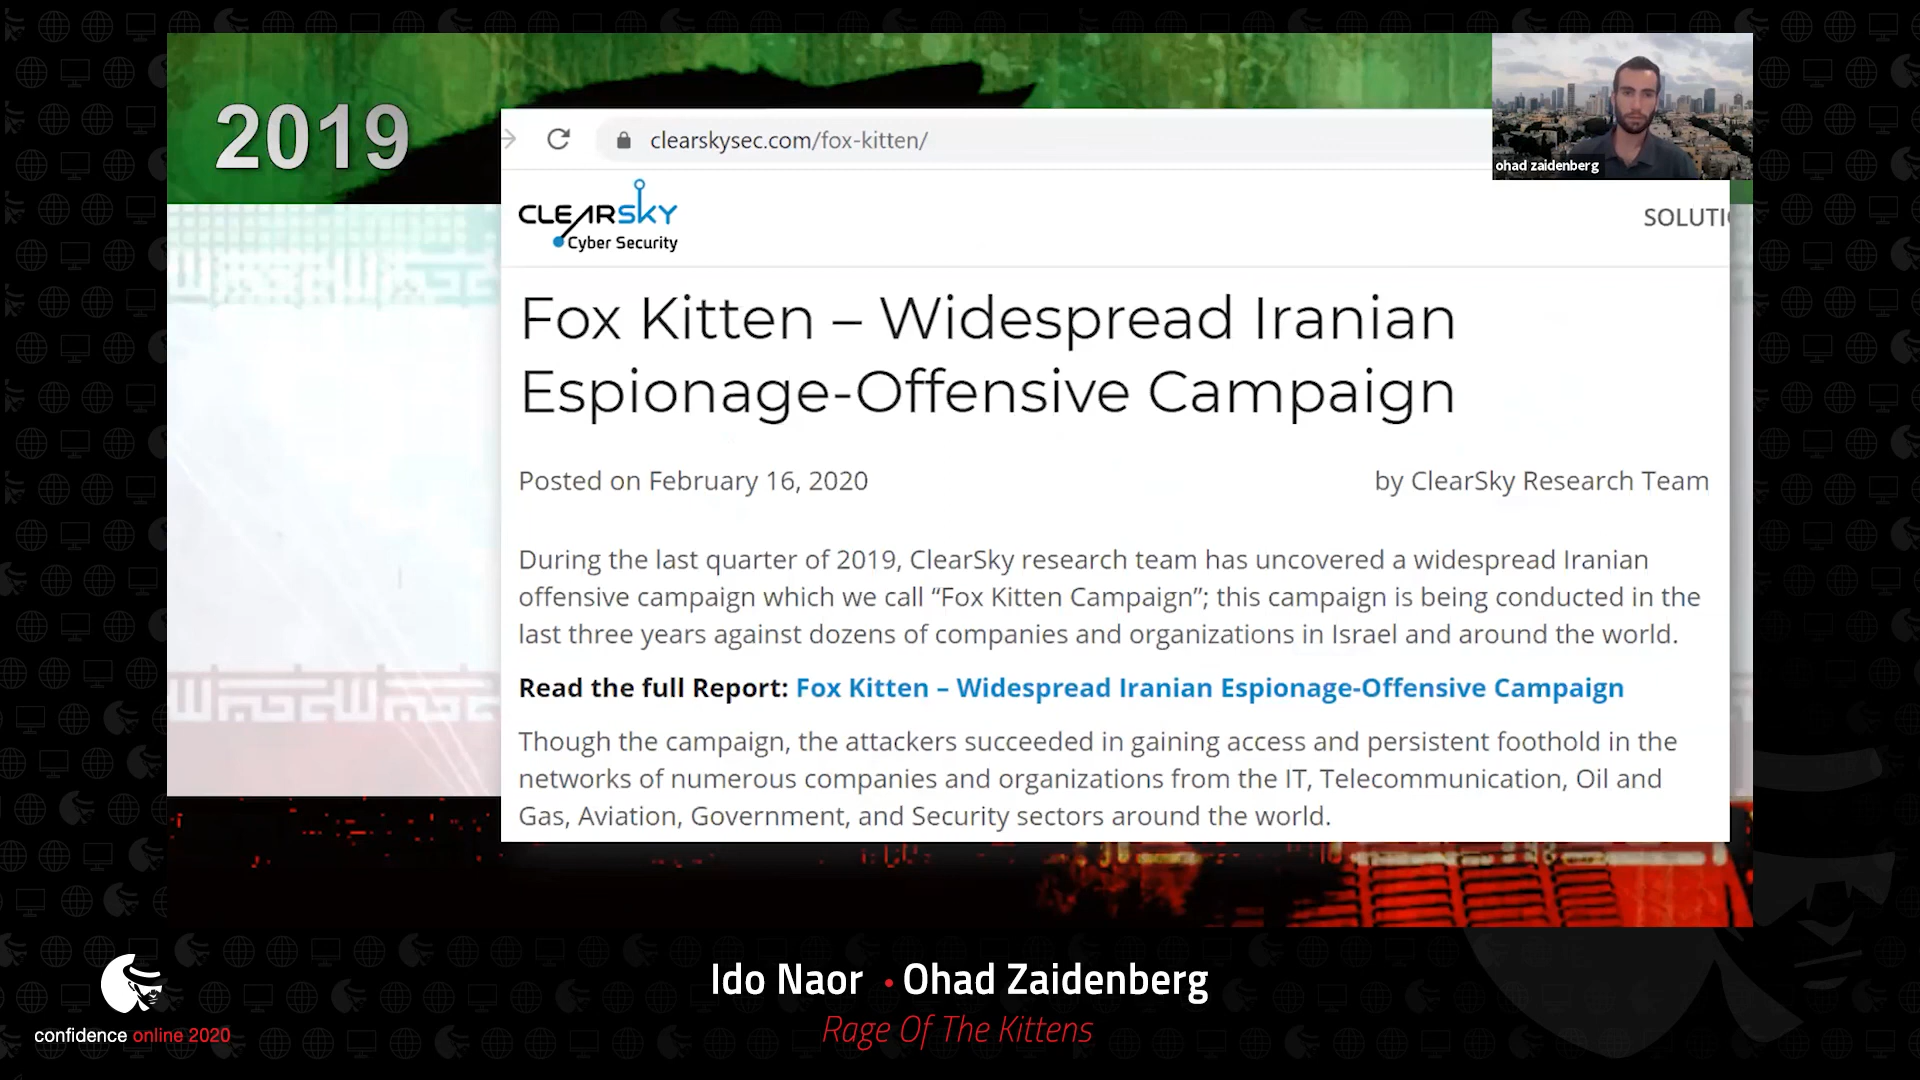 2019
clearskysec.com/fox-kitten/
ohad zaidenberg
CLEARSKY
Cyber Security
SOLUTI
Fox Kitten – Widespread Iranian
Espionage-Offensive Campaign
Posted on February 16, 2020
by ClearSky Research Team
During the last quarter of 2019, ClearSky research team has uncovered a widespread Iranian
offensive campaign which we call “Fox Kitten Campaign”; this campaign is being conducted in the
last three years against dozens of companies and organizations in Israel and around the world.
Read the full Report: Fox Kitten – Widespread Iranian Espionage-Offensive Campaign
Though the campaign, the attackers succeeded in gaining access and persistent foothold in the
networks of numerous companies and organizations from the IT, Telecommunication, Oil and
Gas, Aviation, Government, and Security sectors around the world.
Ido Naor • Ohad Zaidenberg
Rage Of The Kittens
confidence online 2020